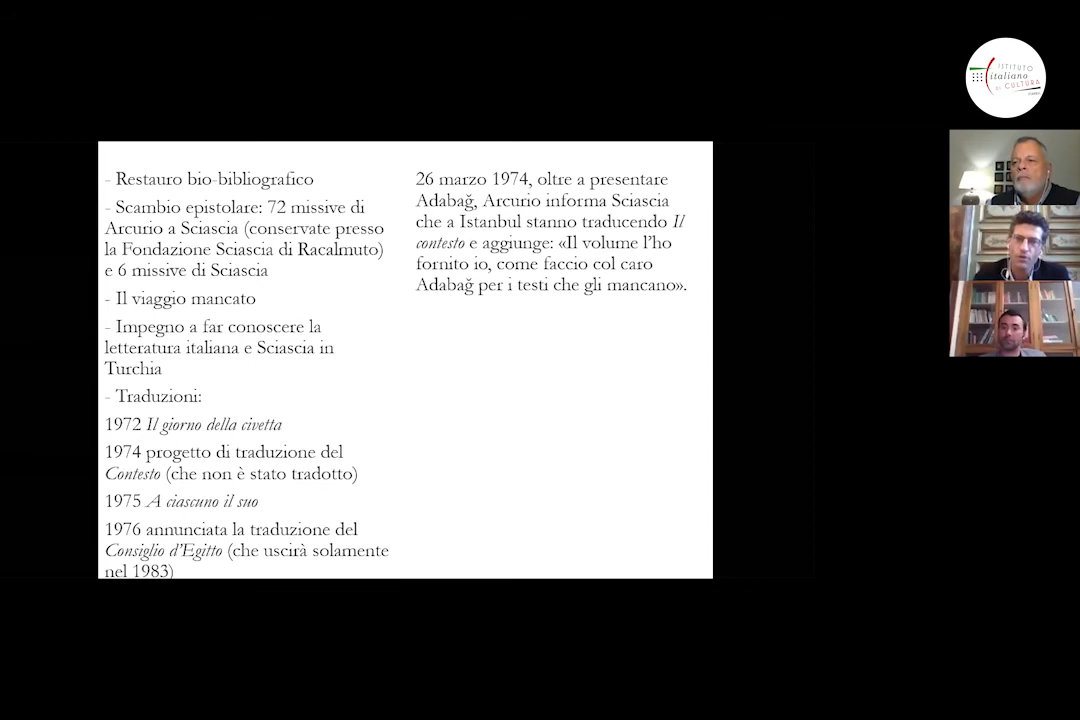 ISTITUTO
italiano
DI CULTURA
- Restauro bio-bibliografico
- Scambio epistolare: 72 missive di
Arcurio a Sciascia (conservate presso
la Fondazione Sciascia di Racalmuto)
e 6 missive di Sciascia
- Il viaggio mancato
- Impegno a far conoscere la
letteratura italiana e Sciascia in
Turchia
- Traduzioni:
1972 Il giorno della civetta
1974 progetto di traduzione del
Contesto (che non è stato tradotto)
1975 A ciascuno il suo
1976 annunciata la traduzione del
Consiglio d'Egitto (che uscirà solamente
nel 1983)
26 marzo 1974, oltre a presentare
Adabağ, Arcurio informa Sciascia
che a Istanbul stanno traducendo Il
contesto e aggiunge: «Il volume l'ho
fornito io, come faccio col caro
Adabağ per i testi che gli mancano».